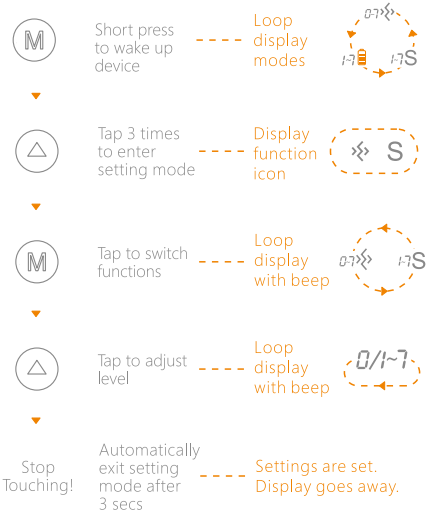 M
Short press
to wake up
device
Loop
display
modes
0-7
1-7
1-7S
Tap 3 times
to enter
setting mode
Display
function
icon
S
M
Tap to switch
functions
Loop
display
with beep
0-7
1-7S
Tap to adjust
level
Loop
display
with beep
0/1~7
Stop
Touching!
Automatically
exit setting
mode after
3 secs
Settings are set.
Display goes away.